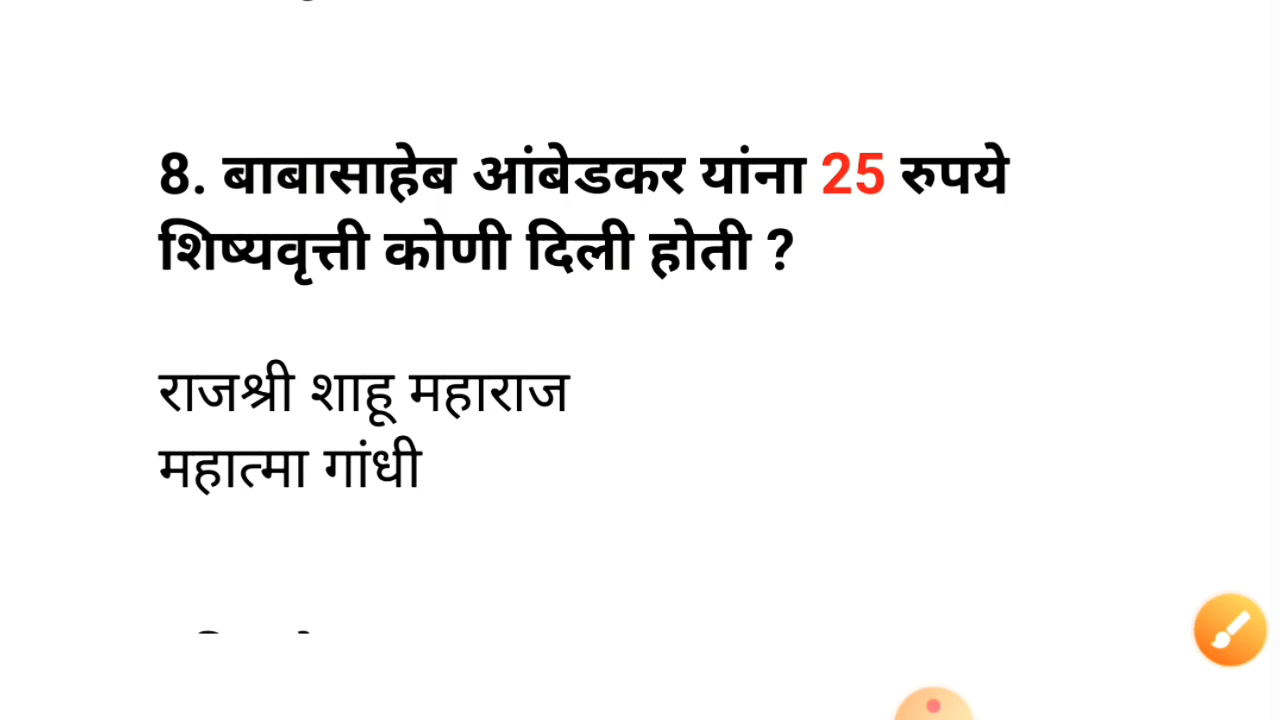 8. बाबासाहेब आंबेडकर यांना 25 रुपये
शिष्यवृत्ती कोणी दिली होती ?
राजश्री शाहू महाराज
महात्मा गांधी